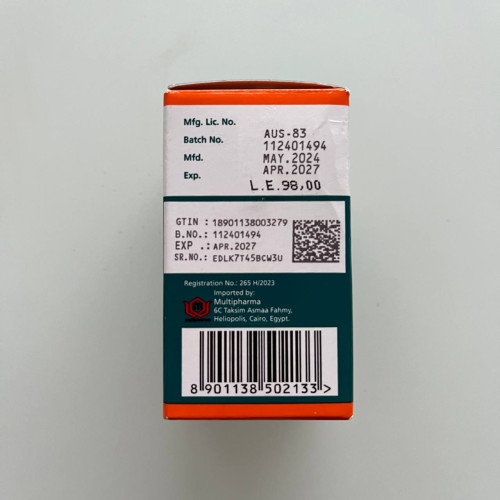 Mfg. Lic. No. AUS-83
Batch No. 112401494
Mfd. MAY.2024
Exp. APR.2027
L.E.98,00
GTIN : 18901138003279
B.NO.: 112401494
EXP .: APR.2027
SR.NO.: EDLK7T45BCW3U
Registration No.: 265 H/2023
Imported by:
Multipharma
6C Taksim Asmaa Fahmy,
Heliopolis, Cairo, Egypt.
8 901138 502133 >